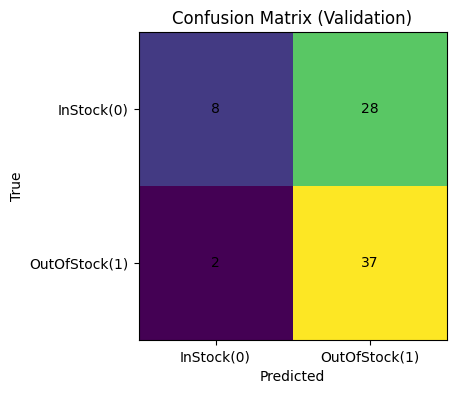 Confusion Matrix (Validation)
InStock(0)
8
28
True
OutOfStock(1)
2
37
InStock(0)
OutOfStock(1)
Predicted